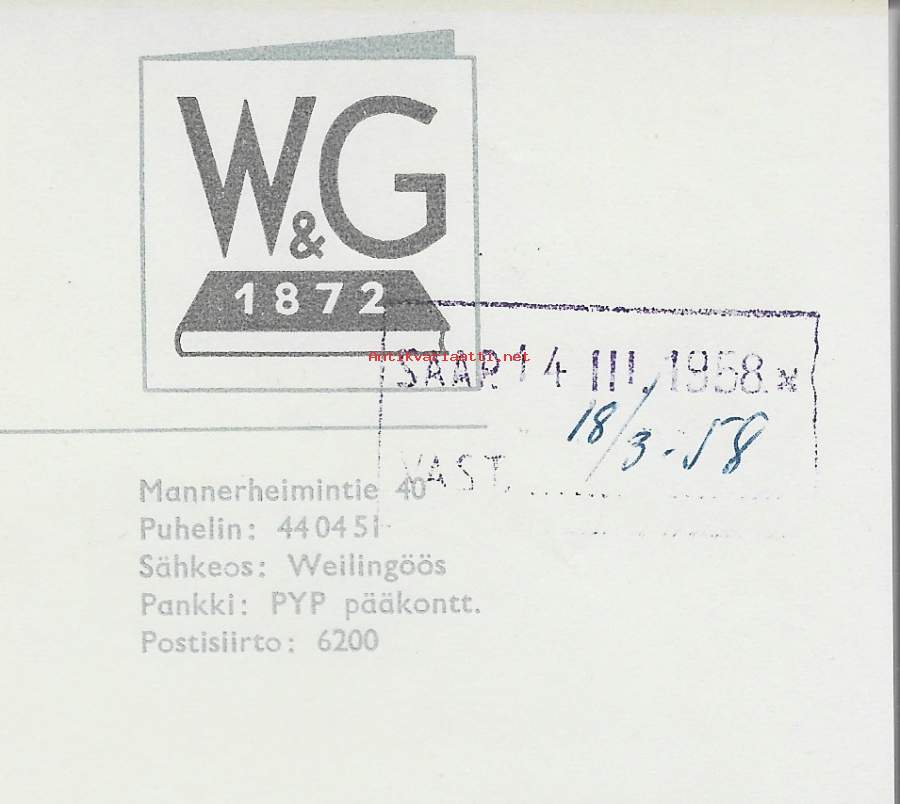 W&G
1872
Antikvariaatti.net
SAAP. 14 III. 1958 *
18/3 - 58
VAST.
Mannerheimintie 40
Puhelin: 44 04 51
Sähkeos: Weilingöös
Pankki: PYP pääkontt.
Postisiirto: 6200